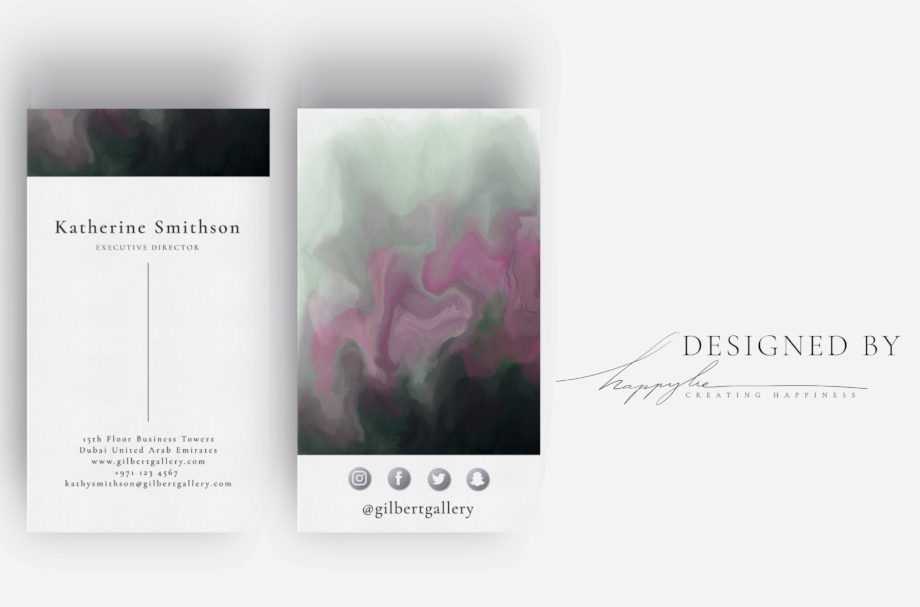 Katherine Smithson
EXECUTIVE DIRECTOR
15th Floor Business Towers
Dubai United Arab Emirates
www.gilbertgallery.com
+971 123 4567
kathysmithson@gilbertgallery.com
@gilbertgallery
DESIGNED BY
happylie
CREATING HAPPINESS